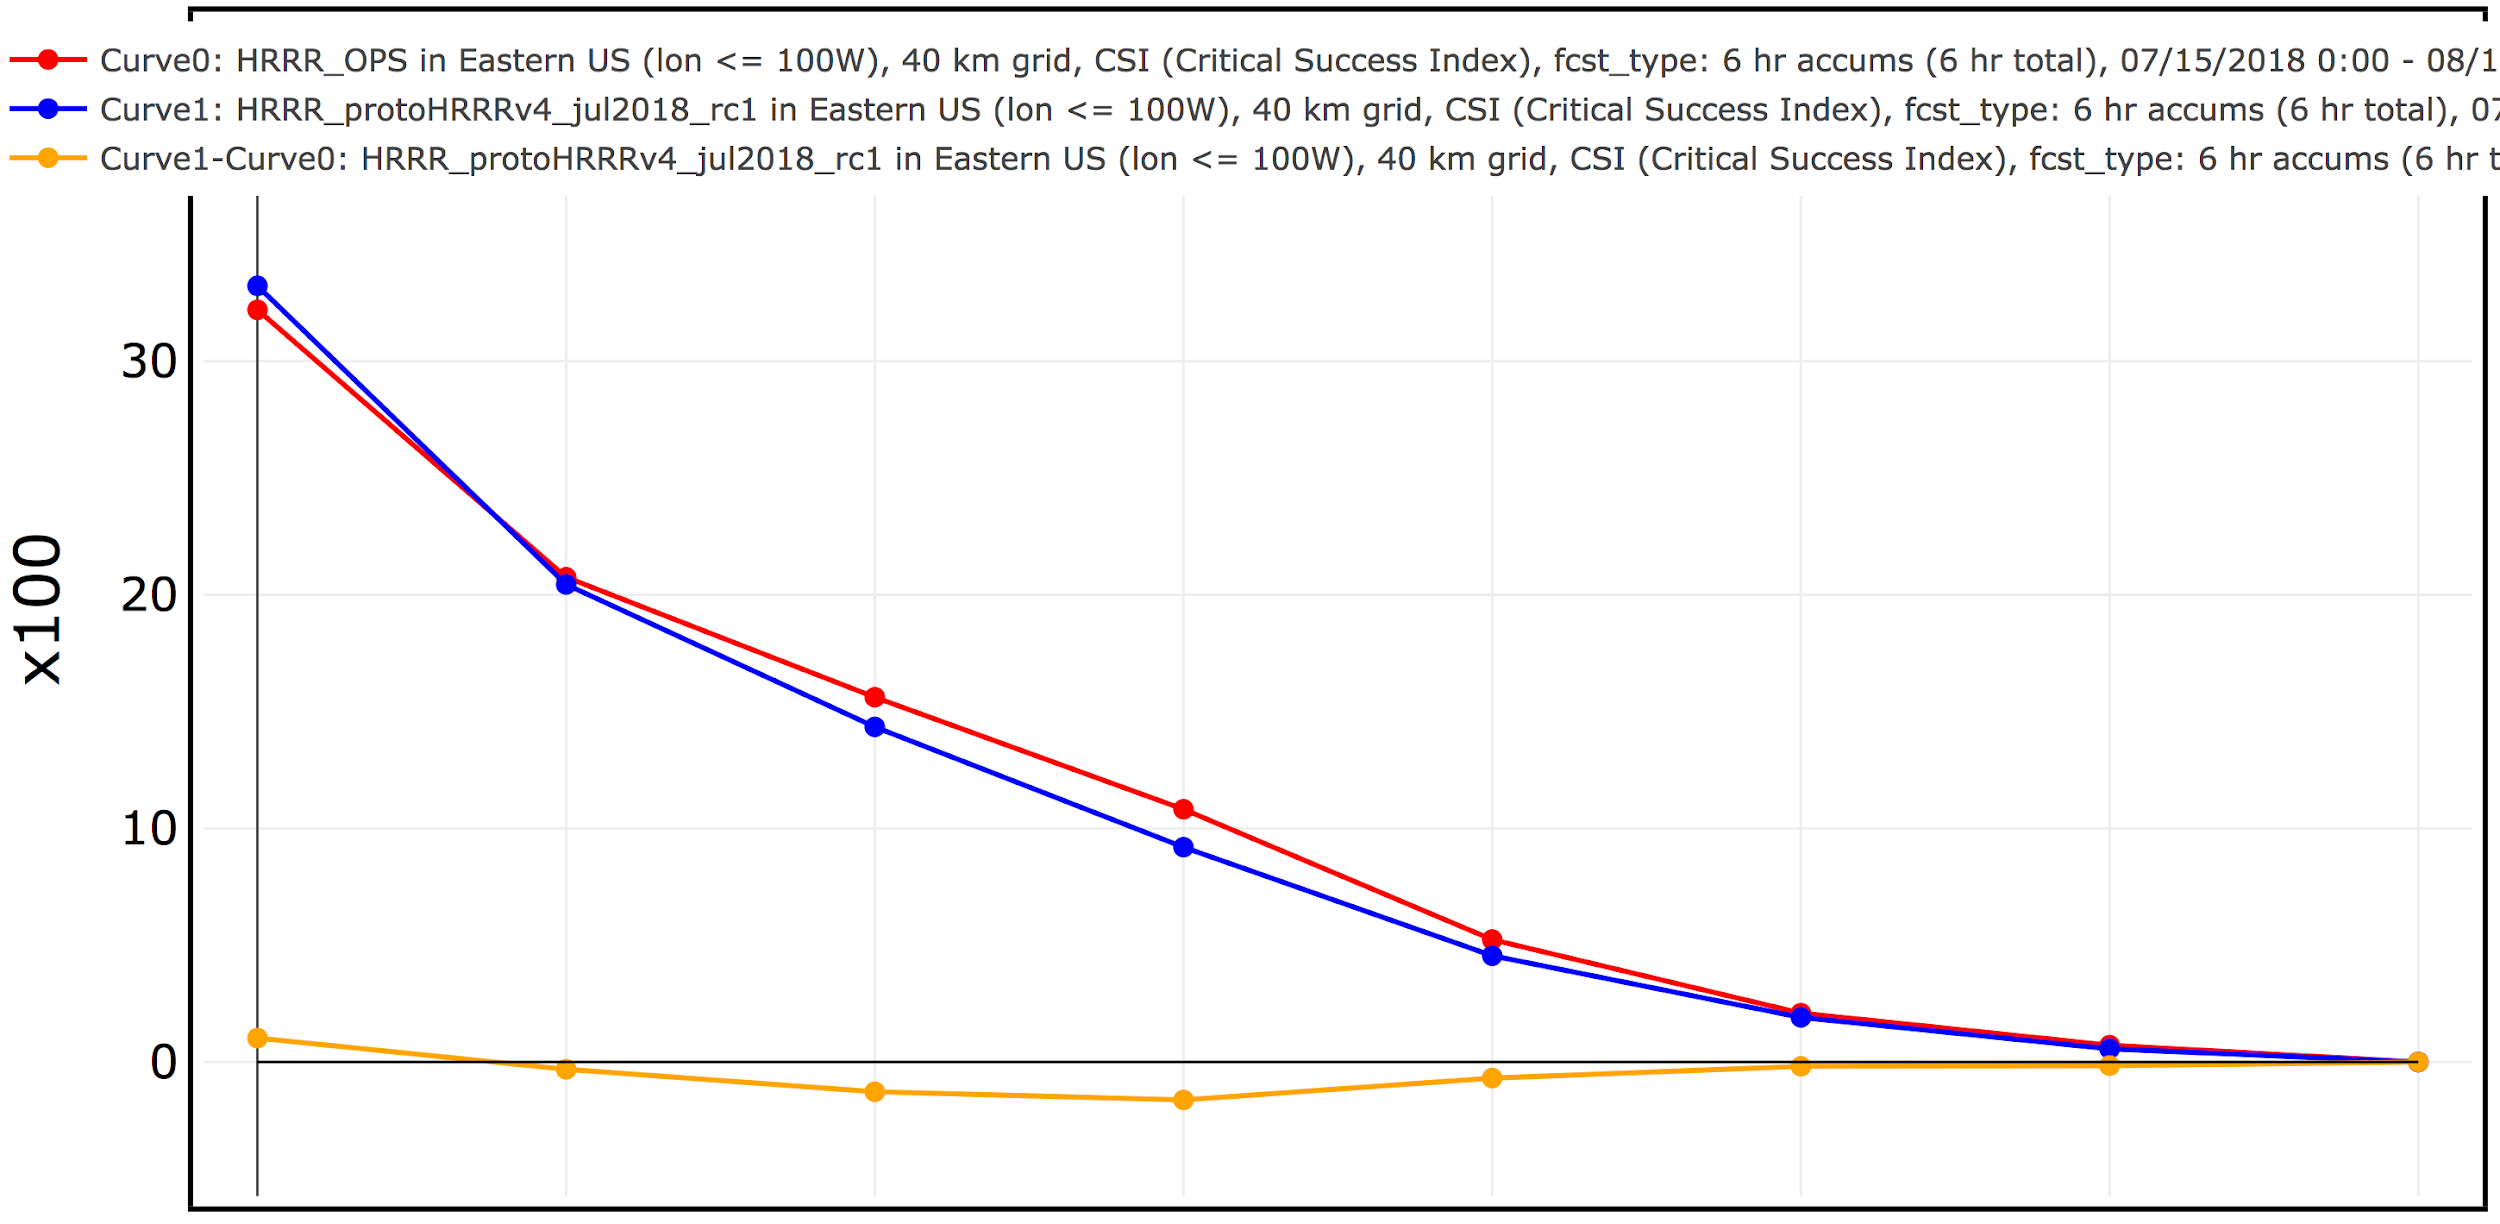 Curve0: HRRR_OPS in Eastern US (lon <= 100W), 40 km grid, CSI (Critical Success Index), fcst_type: 6 hr accums (6 hr total), 07/15/2018 0:00 - 08/1
Curve1: HRRR_protoHRRRv4_jul2018_rc1 in Eastern US (lon <= 100W), 40 km grid, CSI (Critical Success Index), fcst_type: 6 hr accums (6 hr total), 07
Curve1-Curve0: HRRR_protoHRRRv4_jul2018_rc1 in Eastern US (lon <= 100W), 40 km grid, CSI (Critical Success Index), fcst_type: 6 hr accums (6 hr t
x100
30
20
10
0